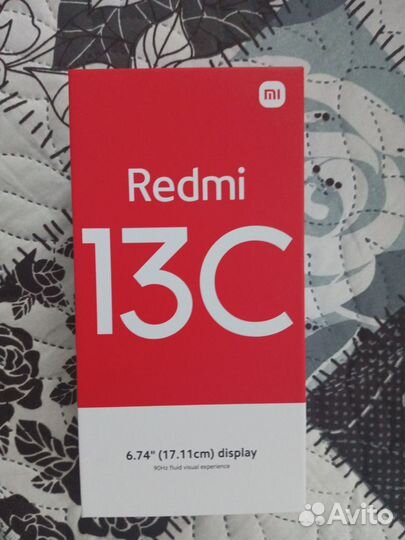 mi
Redmi
13C
6.74" (17.11cm) display
90Hz fluid visual experience
Avito